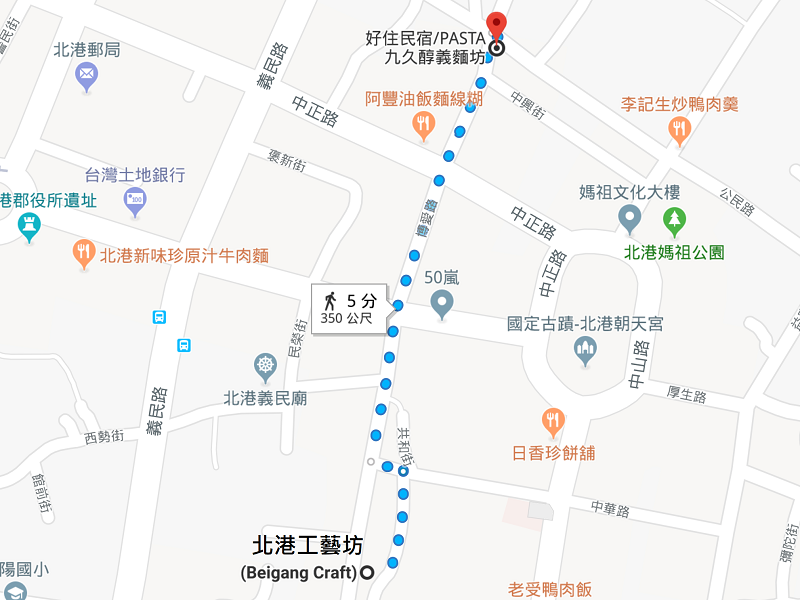 義民街
北港郵局
義民路
好住民宿/PASTA
九久醇義麵坊
中正路
阿豐油飯麵線糊
中興街
李記生炒鴨肉羹
褒新街
台灣土地銀行
100
港郡役所遺址
北港新味珍原汁牛肉麵
博愛路
中正路
媽祖文化大樓
公民路
北港媽祖公園
中正路
50嵐
5 分
350 公尺
國定古蹟-北港朝天宮
民榮街
中山路
北港義民廟
義民路
厚生路
西勢街
共和街
日香珍餅舖
館前街
中華路
彌陀街
北港工藝坊
(Beigang Craft)
陽國小
老受鴨肉飯